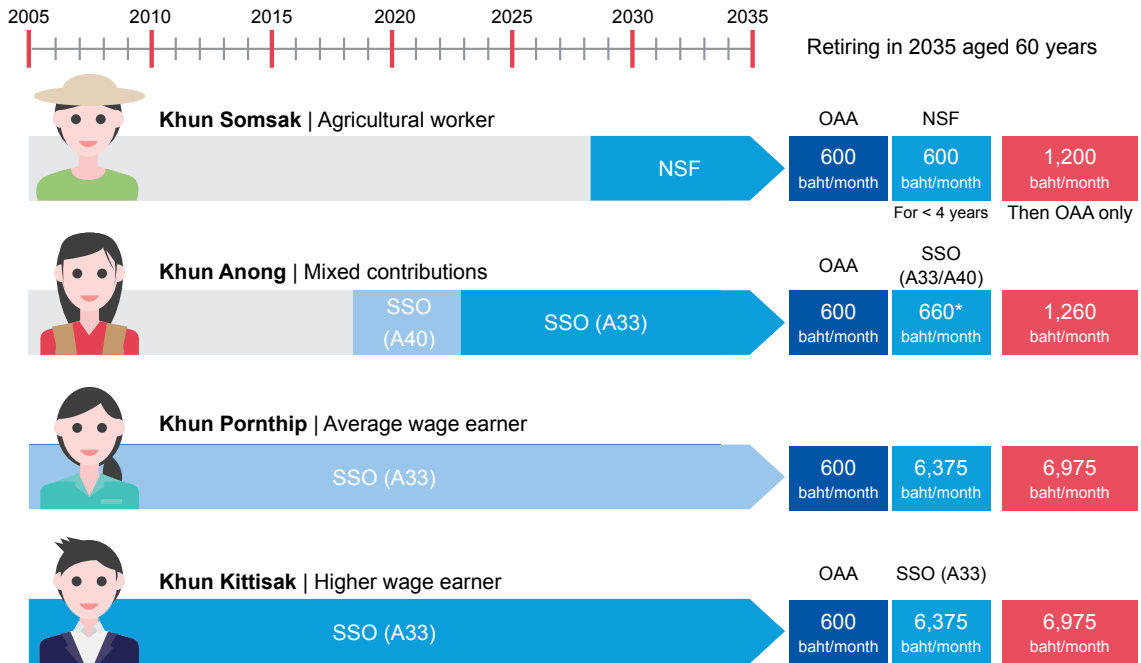 2005 2010 2015 2020 2025 2030 2035
Retiring in 2035 aged 60 years
Khun Somsak | Agricultural worker
OAA NSF
NSF
600 600 1,200
baht/month baht/month baht/month
For < 4 years Then OAA only
Khun Anong | Mixed contributions
OAA SSO
(A33/A40)
SSO
(A40)
SSO (A33)
600 660* 1,260
baht/month baht/month baht/month
Khun Pornthip | Average wage earner
SSO (A33)
600 6,375 6,975
baht/month baht/month baht/month
Khun Kittisak | Higher wage earner
OAA SSO (A33)
SSO (A33)
600 6,375 6,975
baht/month baht/month baht/month